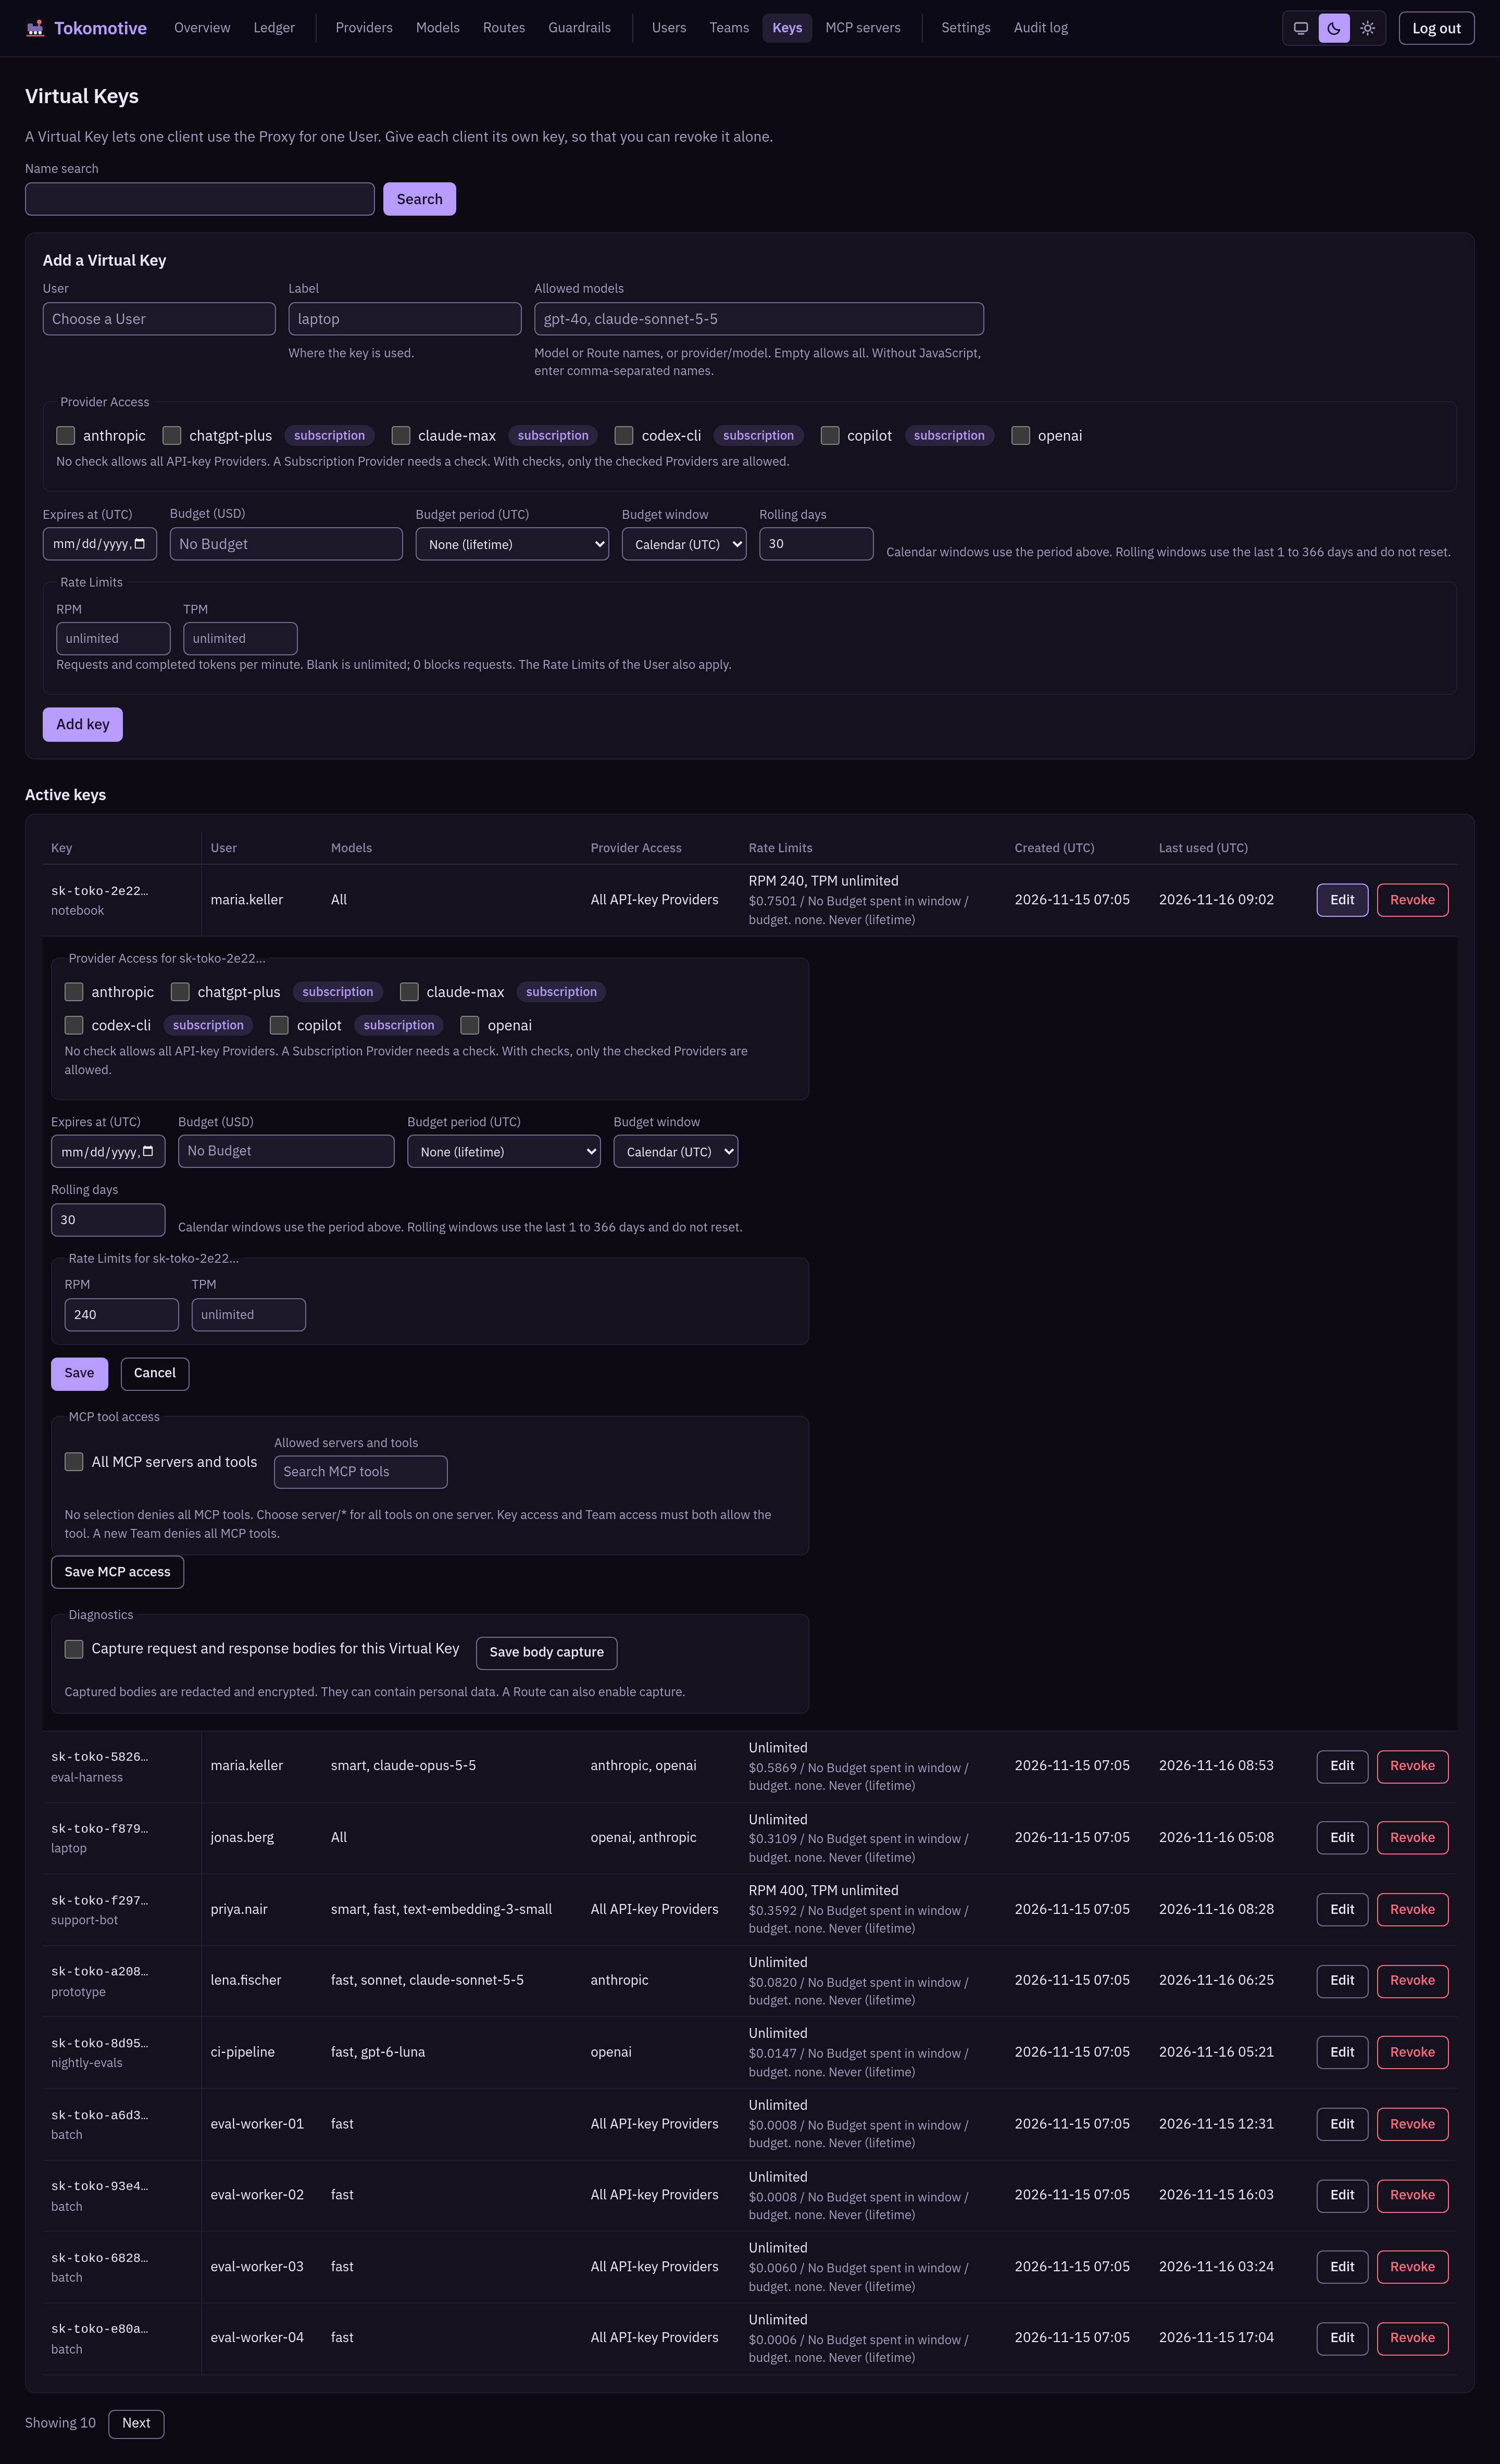 Tokomotive Overview Ledger Providers Models Routes Guardrails Users Teams Keys MCP servers Settings Audit log Log out
Virtual Keys
A Virtual Key lets one client use the Proxy for one User. Give each client its own key, so that you can revoke it alone.
Name search
Search
Add a Virtual Key
User Label Allowed models
Choose a User laptop gpt-4o, claude-sonnet-5-5
Where the key is used. Model or Route names, or provider/model. Empty allows all. Without JavaScript,
enter comma-separated names.
Provider Access
anthropic chatgpt-plus subscription claude-max subscription codex-cli subscription copilot subscription openai
No check allows all API-key Providers. A Subscription Provider needs a check. With checks, only the checked Providers are allowed.
Expires at (UTC) Budget (USD) Budget period (UTC) Budget window Rolling days
mm/dd/yyyy, No Budget None (lifetime) Calendar (UTC) 30 Calendar windows use the period above. Rolling windows use the last 1 to 366 days and do not reset.
Rate Limits
RPM TPM
unlimited unlimited
Requests and completed tokens per minute. Blank is unlimited; 0 blocks requests. The Rate Limits of the User also apply.
Add key
Active keys
Key User Models Provider Access Rate Limits Created (UTC) Last used (UTC)
sk-toko-2e22… notebook maria.keller All All API-key Providers RPM 240, TPM unlimited $0.7501 / No Budget spent in window / budget. none. Never (lifetime) 2026-11-15 07:05 2026-11-16 09:02 Edit Revoke
Provider Access for sk-toko-2e22…
anthropic chatgpt-plus subscription claude-max subscription
codex-cli subscription copilot subscription openai
No check allows all API-key Providers. A Subscription Provider needs a check. With checks, only the checked Providers are
allowed.
Expires at (UTC) Budget (USD) Budget period (UTC) Budget window
mm/dd/yyyy, No Budget None (lifetime) Calendar (UTC)
Rolling days
30 Calendar windows use the period above. Rolling windows use the last 1 to 366 days and do not reset.
Rate Limits for sk-toko-2e22…
RPM TPM
240 unlimited
Save Cancel
MCP tool access
Allowed servers and tools
All MCP servers and tools Search MCP tools
No selection denies all MCP tools. Choose server/* for all tools on one server. Key access and Team access must both allow the
tool. A new Team denies all MCP tools.
Save MCP access
Diagnostics
Capture request and response bodies for this Virtual Key Save body capture
Captured bodies are redacted and encrypted. They can contain personal data. A Route can also enable capture.
sk-toko-5826… eval-harness maria.keller smart, claude-opus-5-5 anthropic, openai Unlimited $0.5869 / No Budget spent in window / budget. none. Never (lifetime) 2026-11-15 07:05 2026-11-16 08:53 Edit Revoke
sk-toko-f879… laptop jonas.berg All openai, anthropic Unlimited $0.3109 / No Budget spent in window / budget. none. Never (lifetime) 2026-11-15 07:05 2026-11-16 05:08 Edit Revoke
sk-toko-f297… support-bot priya.nair smart, fast, text-embedding-3-small All API-key Providers RPM 400, TPM unlimited $0.3592 / No Budget spent in window / budget. none. Never (lifetime) 2026-11-15 07:05 2026-11-16 08:28 Edit Revoke
sk-toko-a208… prototype lena.fischer fast, sonnet, claude-sonnet-5-5 anthropic Unlimited $0.0820 / No Budget spent in window / budget. none. Never (lifetime) 2026-11-15 07:05 2026-11-16 06:25 Edit Revoke
sk-toko-8d95… nightly-evals ci-pipeline fast, gpt-6-luna openai Unlimited $0.0147 / No Budget spent in window / budget. none. Never (lifetime) 2026-11-15 07:05 2026-11-16 05:21 Edit Revoke
sk-toko-a6d3… batch eval-worker-01 fast All API-key Providers Unlimited $0.0008 / No Budget spent in window / budget. none. Never (lifetime) 2026-11-15 07:05 2026-11-15 12:31 Edit Revoke
sk-toko-93e4… batch eval-worker-02 fast All API-key Providers Unlimited $0.0008 / No Budget spent in window / budget. none. Never (lifetime) 2026-11-15 07:05 2026-11-15 16:03 Edit Revoke
sk-toko-6828… batch eval-worker-03 fast All API-key Providers Unlimited $0.0060 / No Budget spent in window / budget. none. Never (lifetime) 2026-11-15 07:05 2026-11-16 03:24 Edit Revoke
sk-toko-e80a… batch eval-worker-04 fast All API-key Providers Unlimited $0.0006 / No Budget spent in window / budget. none. Never (lifetime) 2026-11-15 07:05 2026-11-15 17:04 Edit Revoke
Showing 10 Next